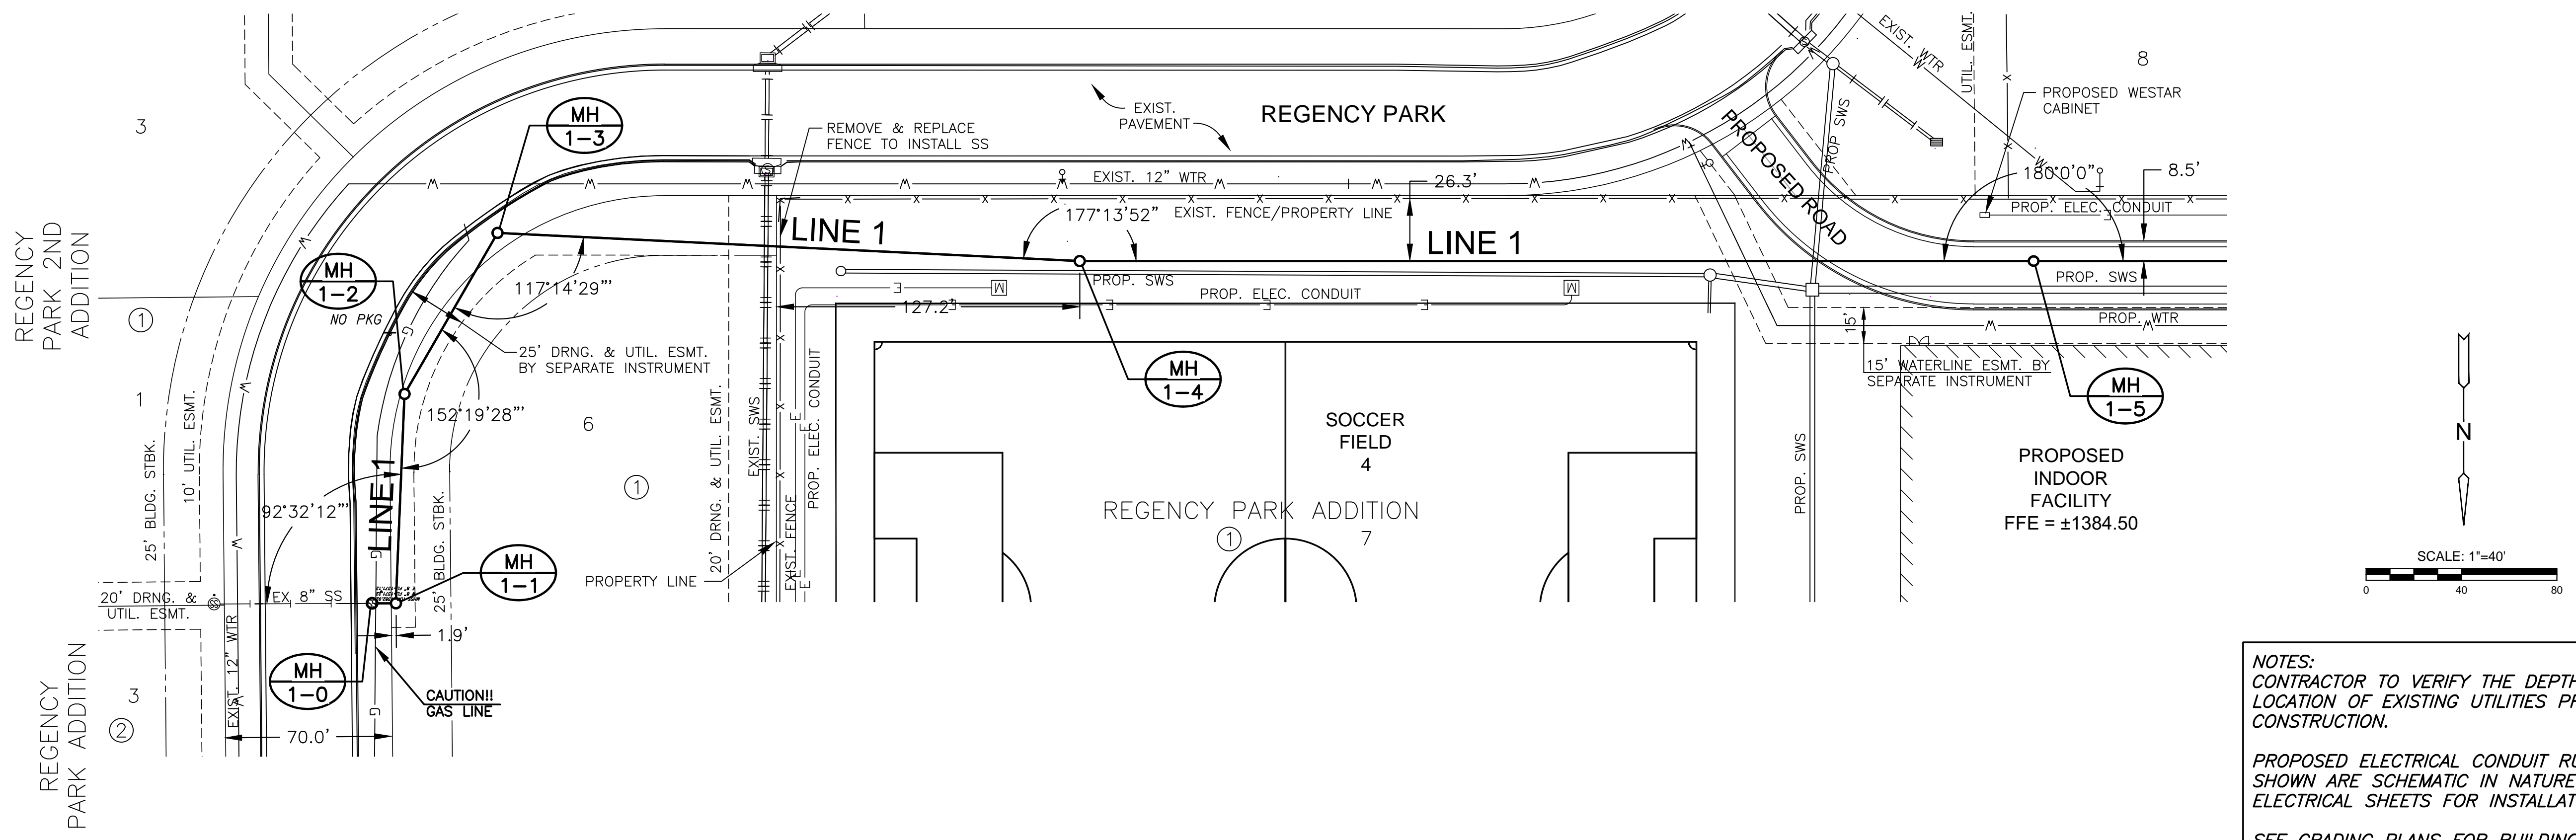 REGENCY
PARK 2ND
ADDITION
1
3
1
3
2
REGENCY
PARK ADDITION
25' BLDG. STBK.
10' UTIL. ESMT.
20' DRNG. &
UTIL. ESMT.
EX 8" SS
SS
EXIST. 12" WTR
W
W
W
W
70.0'
MH
1-0
CAUTION!!
GAS LINE
G
G
G
1.9'
MH
1-1
25' BLDG STBK.
LINE 1
92°32'12"'
152°19'28"'
MH
1-2
NO PKG
MH
1-3
117°14'29"'
25' DRNG. & UTIL. ESMT.
BY SEPARATE INSTRUMENT
6
1
PROPERTY LINE
20' DRNG. & UTIL. ESMT.
EXIST. SWS
EXIST. FENCE
PROP. ELEC. CONDUIT
REMOVE & REPLACE
FENCE TO INSTALL SS
EXIST.
PAVEMENT
REGENCY PARK
EXIST. 12" WTR
26.3'
LINE 1
177°13'52"
EXIST. FENCE/PROPERTY LINE
LINE 1
PROP. SWS
127.2'
PROP. ELEC. CONDUIT
M
M
MH
1-4
SOCCER
FIELD
4
REGENCY PARK ADDITION
1
7
PROPOSED ROAD
PROP SWS
EXIST. WTR
UTIL. ESMT.
8
PROPOSED WESTAR
CABINET
180°0'0"
8.5'
PROP. ELEC. CONDUIT
PROP. SWS
PROP. WTR
15'
15' WATERLINE ESMT. BY
SEPARATE INSTRUMENT
PROP. SWS
MH
1-5
PROPOSED
INDOOR
FACILITY
FFE = ±1384.50
N
SCALE: 1"=40'
0 40 80
NOTES:
CONTRACTOR TO VERIFY THE DEPTH
LOCATION OF EXISTING UTILITIES PR
CONSTRUCTION.
PROPOSED ELECTRICAL CONDUIT RU
SHOWN ARE SCHEMATIC IN NATURE
ELECTRICAL SHEETS FOR INSTALLAT
SEE GRADING PLANS FOR BUILDING